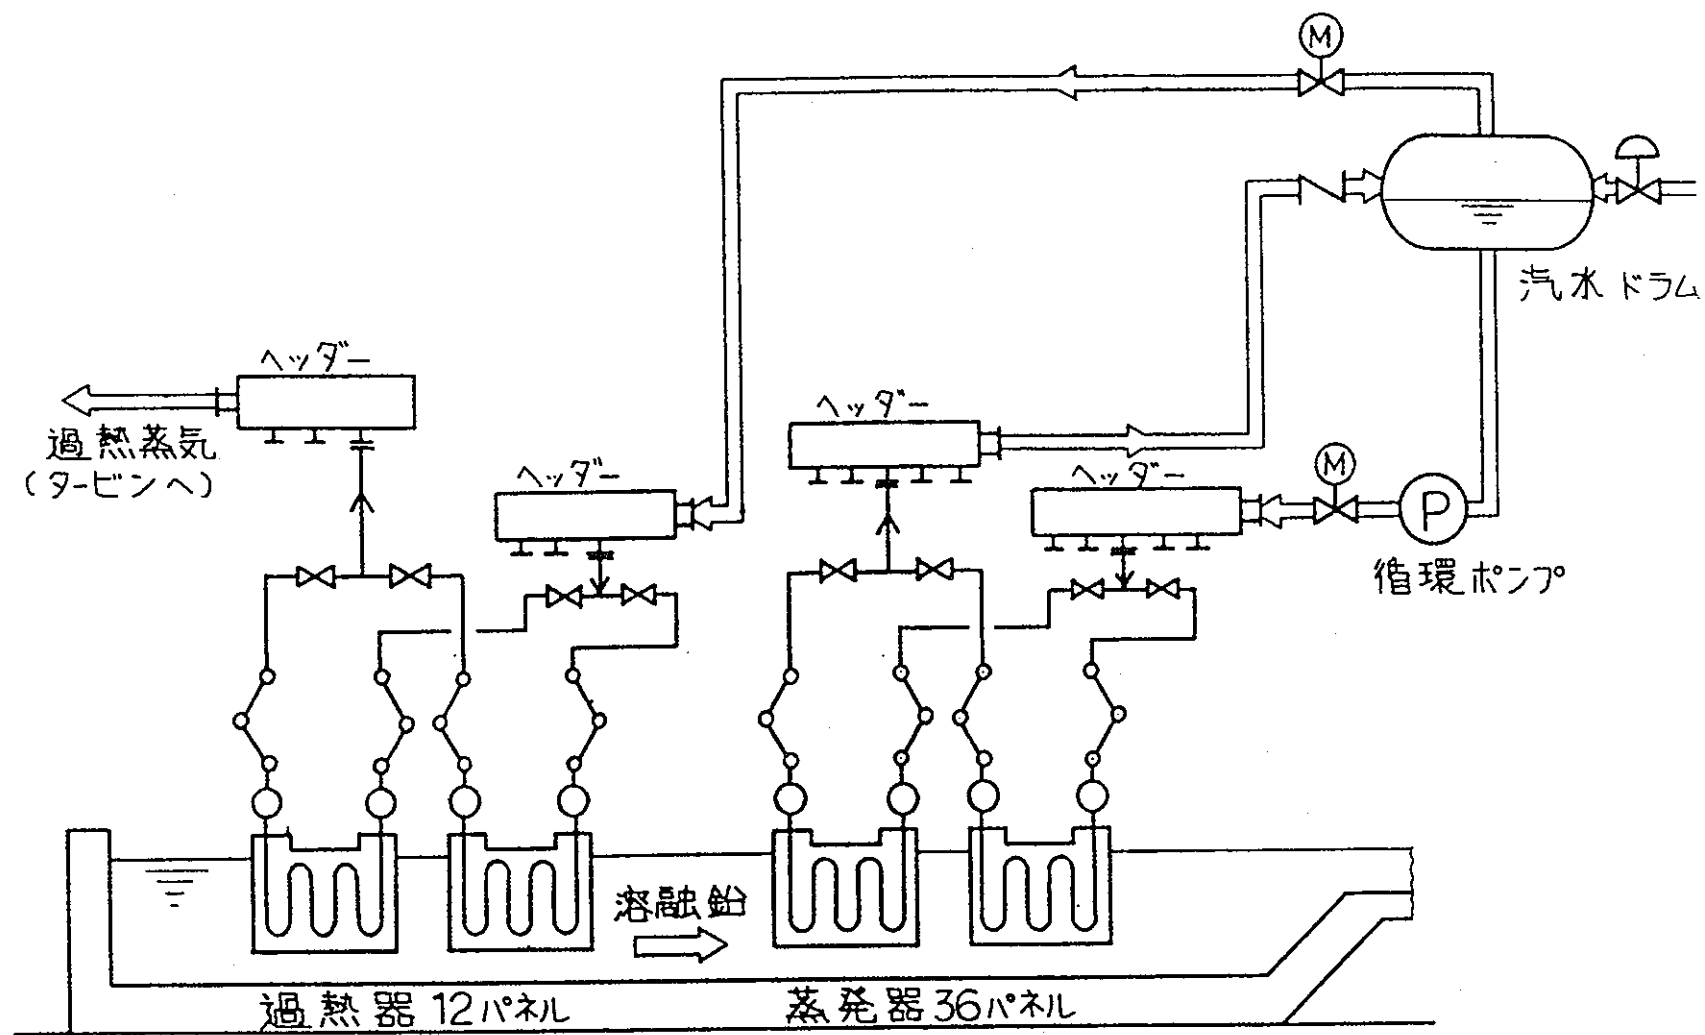 M
汽水ドラム
ヘッダー
過熱蒸気
(タービンへ)
ヘッダー
ヘッダー
ヘッダー
M
P
循環ポンプ
溶融鉛
過熱器12パネル
蒸発器36パネル